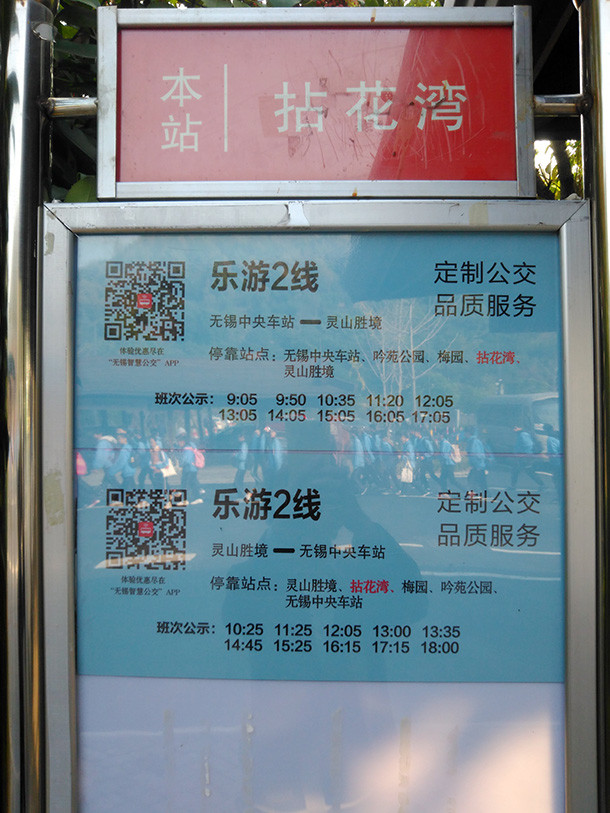 本站 拈花湾
乐游2线
定制公交
品质服务
无锡中央车站 — 灵山胜境
体验优惠尽在
“无锡智慧公交”APP
停靠站点：无锡中央车站、吟苑公园、梅园、拈花湾、
灵山胜境
班次公示： 9:05 9:50 10:35 11:20 12:05
13:05 14:05 15:05 16:05 17:05
乐游2线
定制公交
品质服务
灵山胜境 — 无锡中央车站
体验优惠尽在
“无锡智慧公交”APP
停靠站点：灵山胜境、拈花湾、梅园、吟苑公园、
无锡中央车站
班次公示：10:25 11:25 12:05 13:00 13:35
14:45 15:25 16:15 17:15 18:00